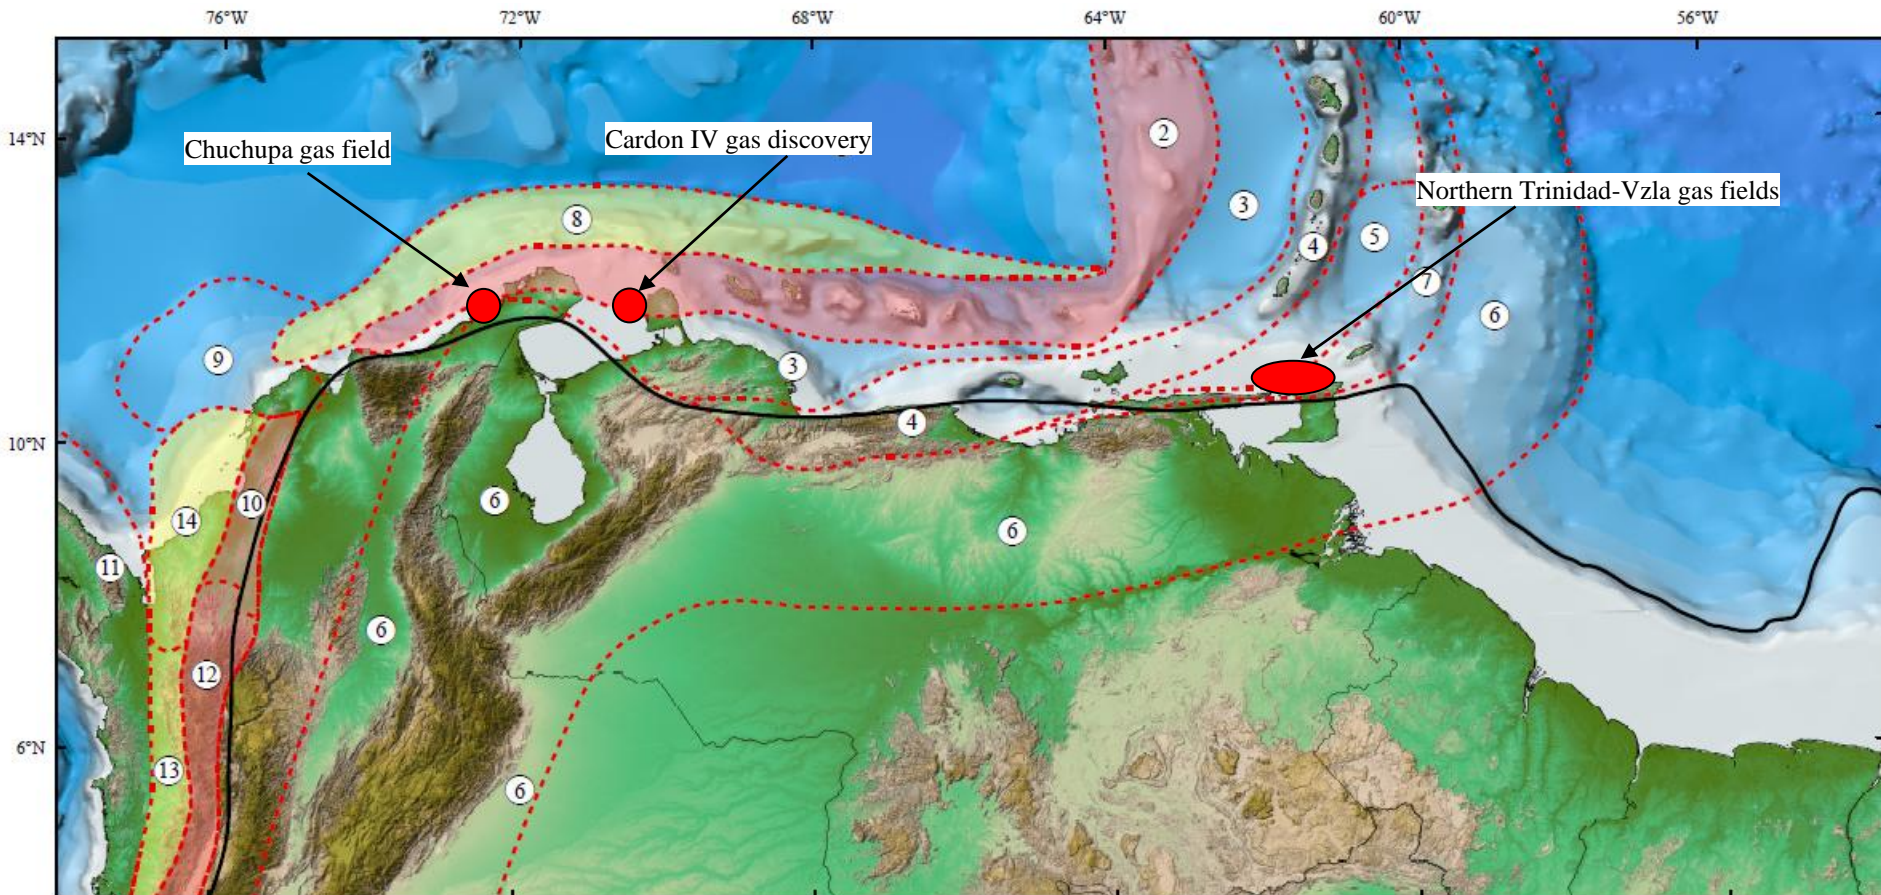 76°W 72°W 68°W 64°W 60°W 56°W
14°N
10°N
6°N
Chuchupa gas field
Cardon IV gas discovery
Northern Trinidad-Vzla gas fields
2
3
4
5
7
6
8
9
3
4
10
14
11
6
6
12
6
13
6